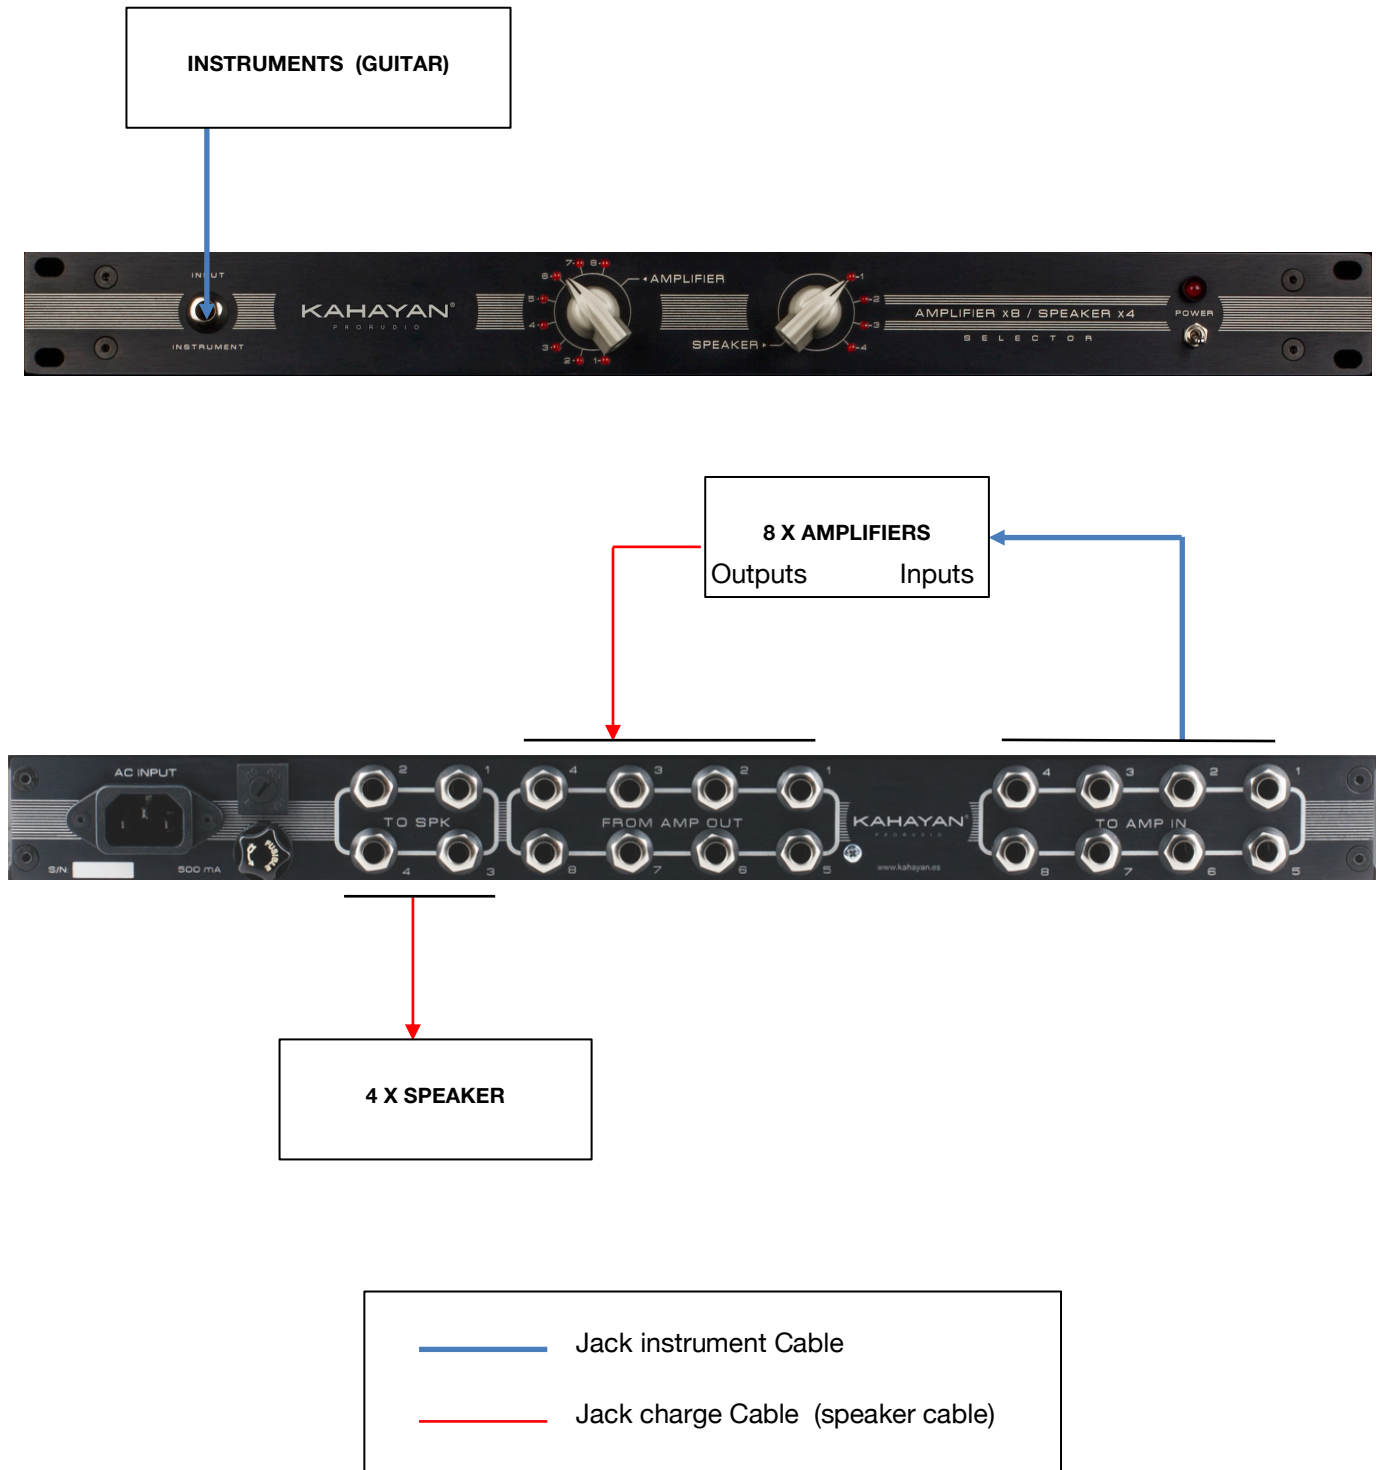 INSTRUMENTS (GUITAR)
INPUT
INSTRUMENT
KAHAYAN®
PROAUDIO
7 8
6
5
4
3
2 1
AMPLIFIER
SPEAKER
1
2
3
4
AMPLIFIER x8 / SPEAKER x4
SELECTOR
POWER
8 X AMPLIFIERS
Outputs Inputs
AC INPUT
S/N:
500 mA
FUSIBLE
2 1
TO SPK
4 3
4 3 2 1
FROM AMP OUT
8 7 6 5
KAHAYAN®
PROAUDIO
www.kahayan.es
4 3 2 1
TO AMP IN
8 7 6 5
4 X SPEAKER
Jack instrument Cable
Jack charge Cable (speaker cable)